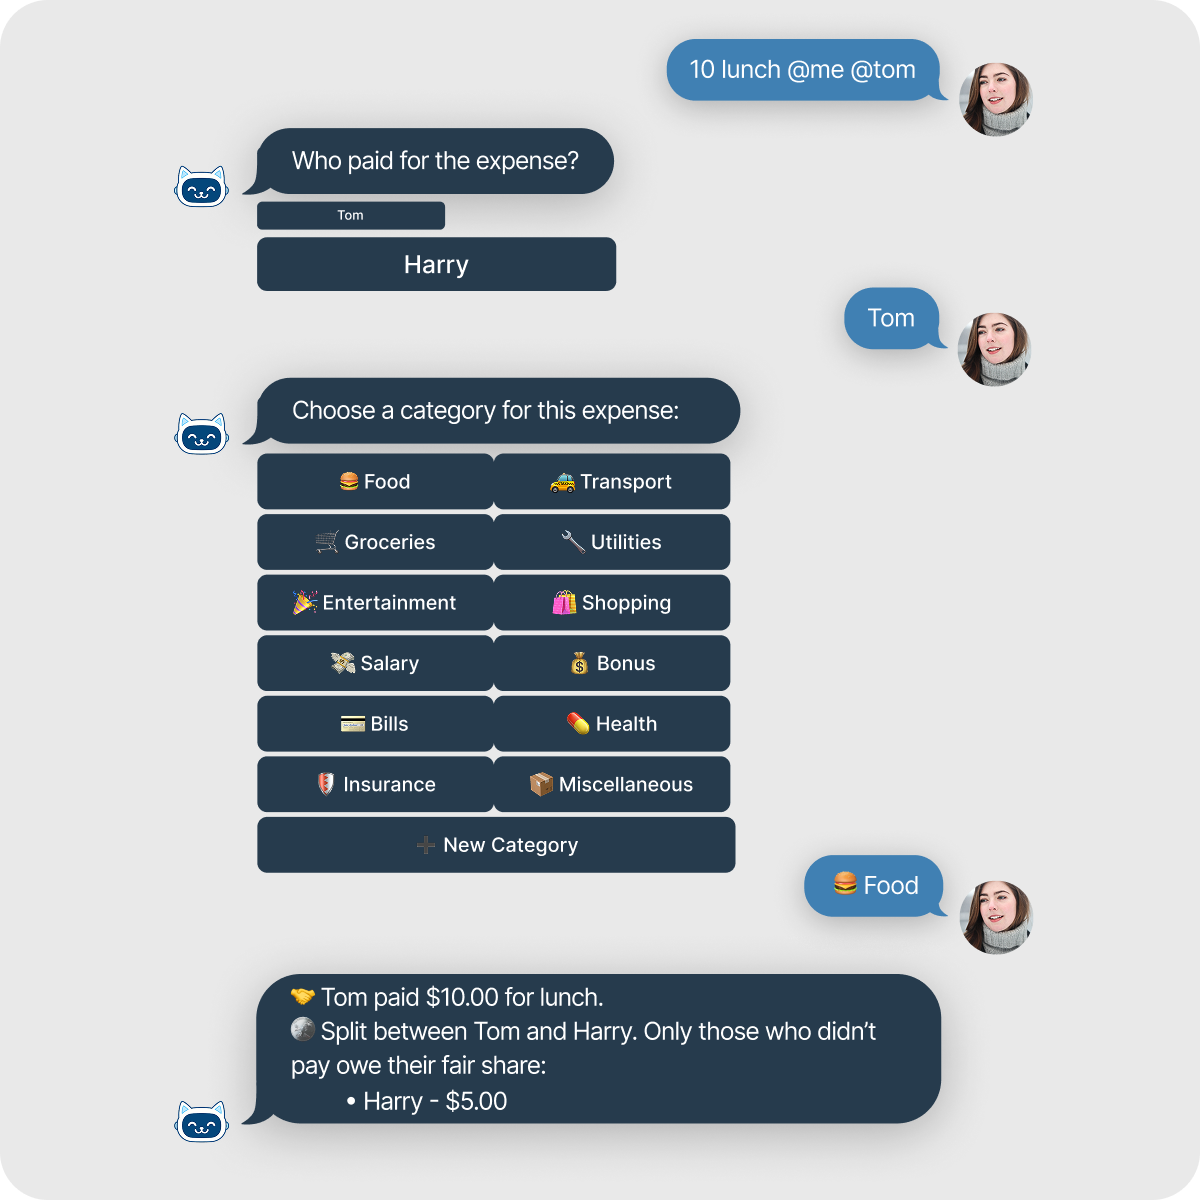 10 lunch @me @tom
Who paid for the expense?
Tom
Harry
Tom
Choose a category for this expense:
🍔 Food
🚕 Transport
🛒 Groceries
🔧 Utilities
🎉 Entertainment
🛍️ Shopping
💸 Salary
💰 Bonus
💳 Bills
💊 Health
🛡️ Insurance
📦 Miscellaneous
➕ New Category
🍔 Food
🤝 Tom paid $10.00 for lunch.
🌕 Split between Tom and Harry. Only those who didn’t
pay owe their fair share:
• Harry - $5.00